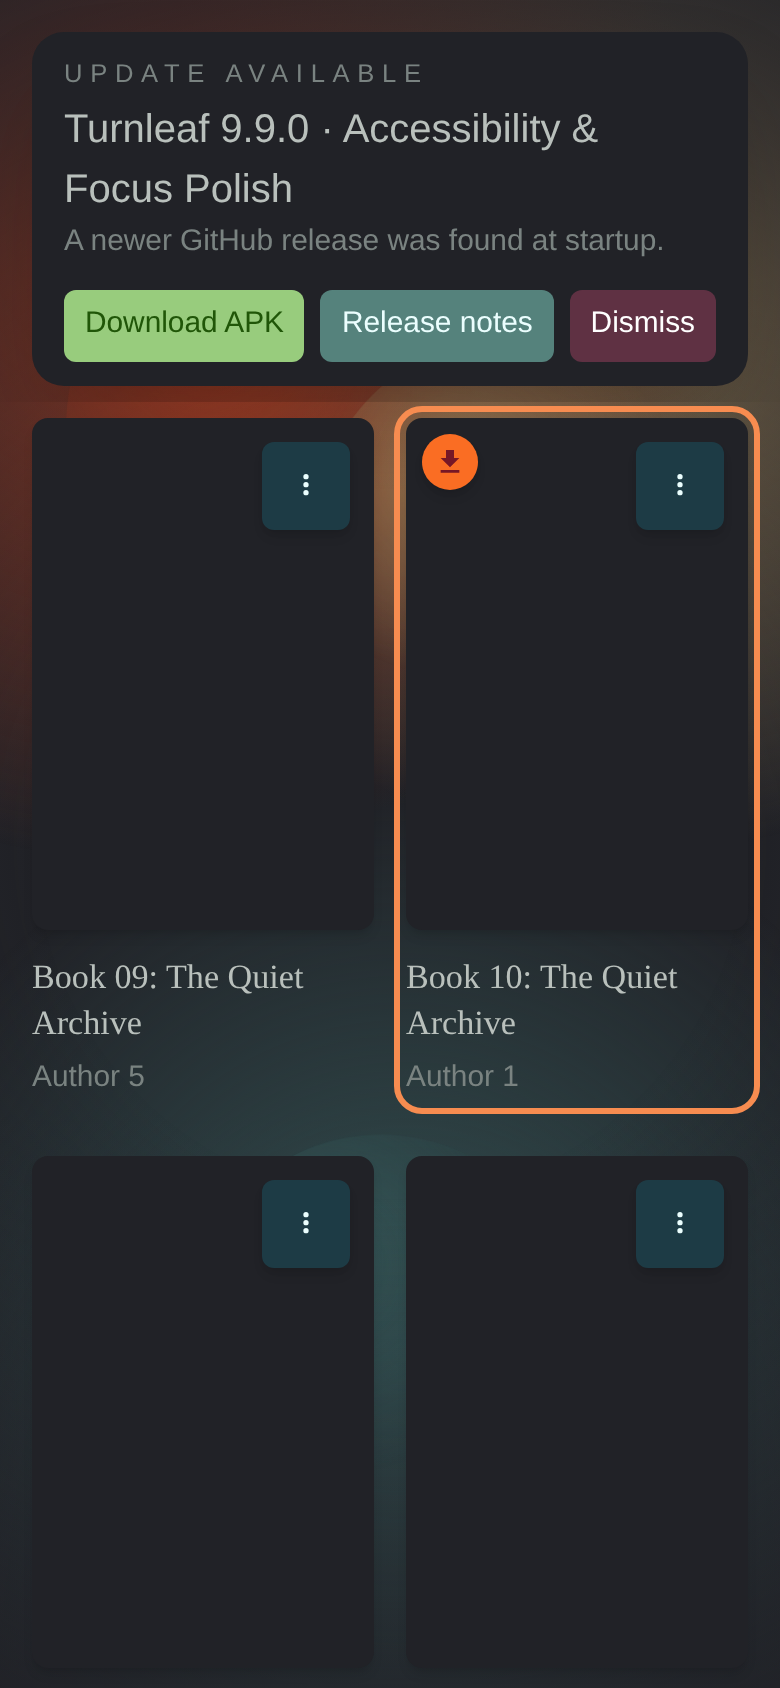 UPDATE AVAILABLE
Turnleaf 9.9.0 · Accessibility &
Focus Polish
A newer GitHub release was found at startup.
Download APK
Release notes
Dismiss
Book 09: The Quiet
Archive
Author 5
Book 10: The Quiet
Archive
Author 1